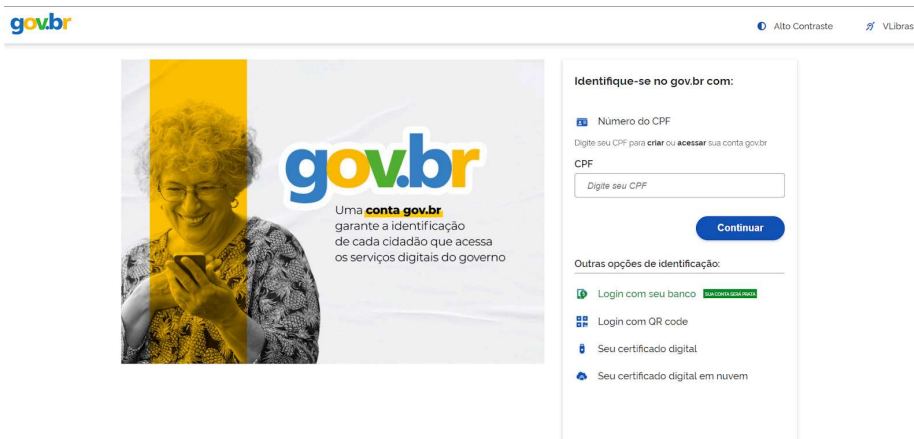 gov.br
Alto Contraste
VLibras
gov.br
Uma conta gov.br
garante a identificação
de cada cidadão que acessa
os serviços digitais do governo
Identifique-se no gov.br com:
Número do CPF
Digite seu CPF para criar ou acessar sua conta gov.br
CPF
Digite seu CPF
Continuar
Outras opções de identificação:
Login com seu banco SUA CONTA SERÁ PRATA
Login com QR code
Seu certificado digital
Seu certificado digital em nuvem